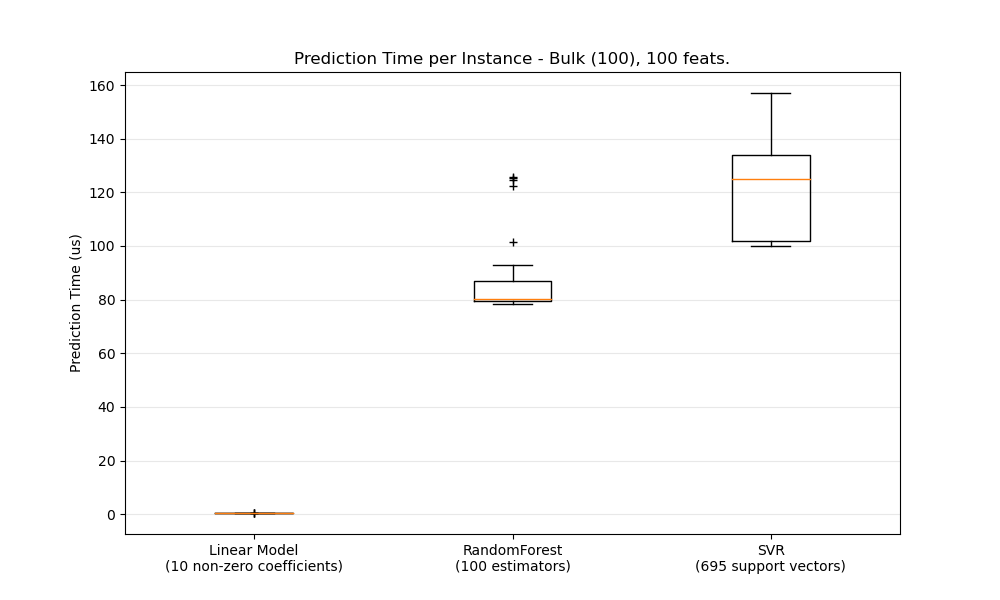 Prediction Time per Instance - Bulk (100), 100 feats.
160
140
120
100
80
60
40
20
0
Prediction Time (us)
Linear Model
(10 non-zero coefficients)
RandomForest
(100 estimators)
SVR
(695 support vectors)